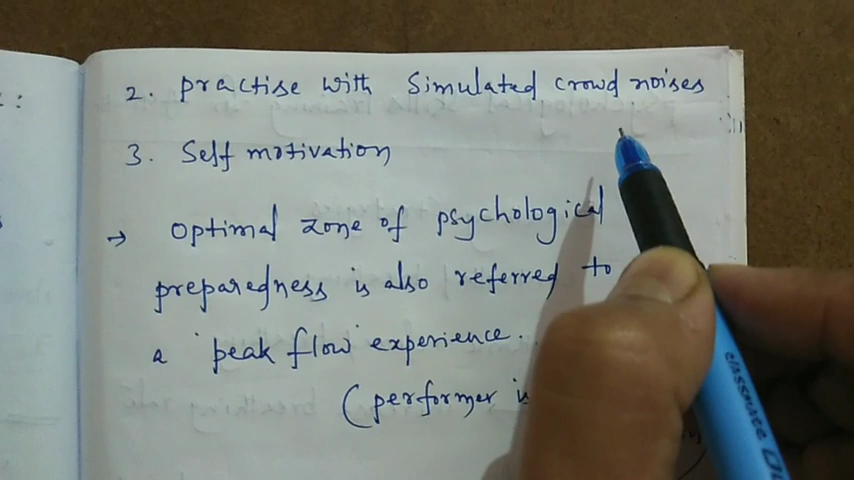 2. practise with simulated crowd noises
3. Self motivation
→ Optimal zone of psychological
preparedness is also referred to
a 'peak flow' experience.
(performer
classmate